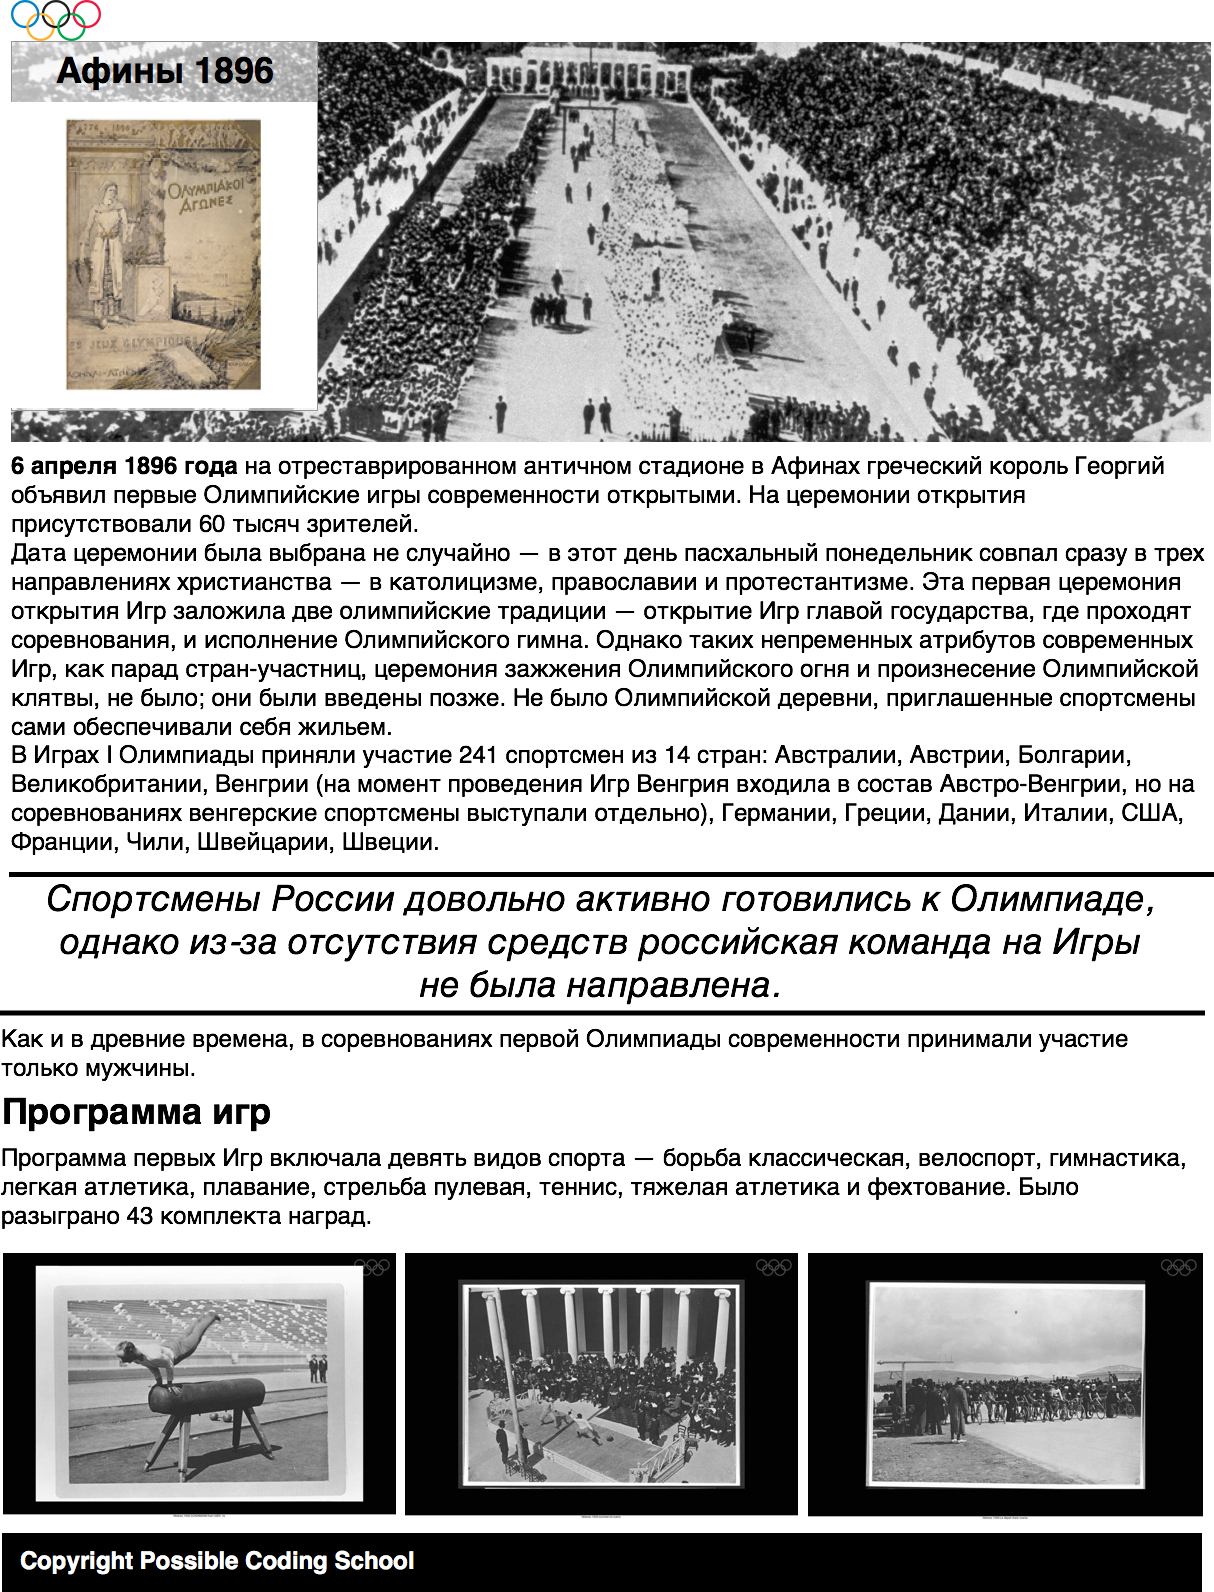 Афины 1896
ΟΛΥΜΠΙΑΚΟΙ
ΑΓΩΝΕΣ
JEUX OLYMPIQUES
6 апреля 1896 года на отреставрированном античном стадионе в Афинах греческий король Георгий
объявил первые Олимпийские игры современности открытыми. На церемонии открытия
присутствовали 60 тысяч зрителей.
Дата церемонии была выбрана не случайно — в этот день пасхальный понедельник совпал сразу в трех
направлениях христианства — в католицизме, православии и протестантизме. Эта первая церемония
открытия Игр заложила две олимпийские традиции — открытие Игр главой государства, где проходят
соревнования, и исполнение Олимпийского гимна. Однако таких непременных атрибутов современных
Игр, как парад стран-участниц, церемония зажжения Олимпийского огня и произнесение Олимпийской
клятвы, не было; они были введены позже. Не было Олимпийской деревни, приглашенные спортсмены
сами обеспечивали себя жильем.
В Играх I Олимпиады приняли участие 241 спортсмен из 14 стран: Австралии, Австрии, Болгарии,
Великобритании, Венгрии (на момент проведения Игр Венгрия входила в состав Австро-Венгрии, но на
соревнованиях венгерские спортсмены выступали отдельно), Германии, Греции, Дании, Италии, США,
Франции, Чили, Швейцарии, Швеции.
Спортсмены России довольно активно готовились к Олимпиаде,
однако из-за отсутствия средств российская команда на Игры
не была направлена.
Как и в древние времена, в соревнованиях первой Олимпиады современности принимали участие
только мужчины.
Программа игр
Программа первых Игр включала девять видов спорта — борьба классическая, велоспорт, гимнастика,
легкая атлетика, плавание, стрельба пулевая, теннис, тяжелая атлетика и фехтование. Было
разыграно 43 комплекта наград.
Copyright Possible Coding School